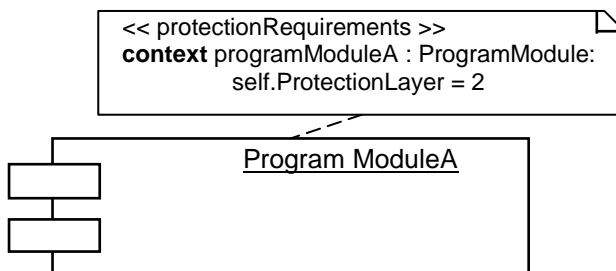 << protectionRequirements >>
context programModuleA : ProgramModule:
self.ProtectionLayer = 2
Program ModuleA